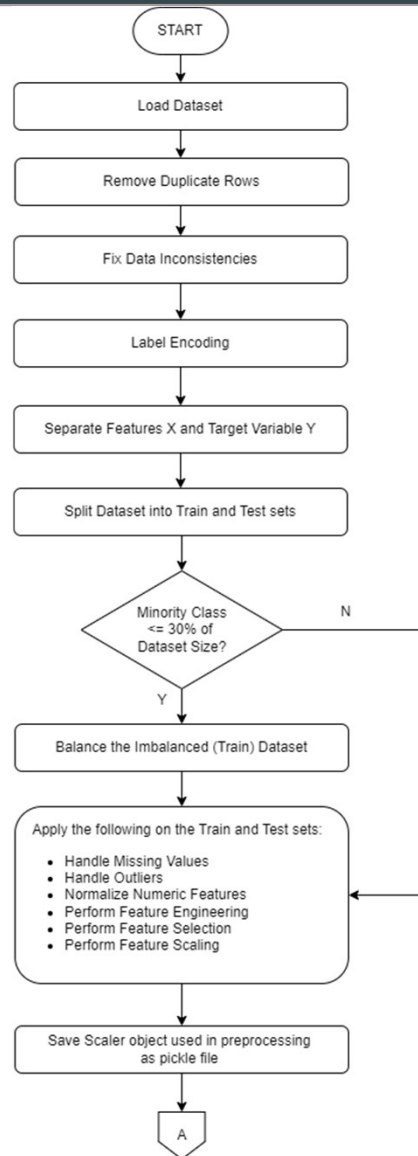 START
Load Dataset
Remove Duplicate Rows
Fix Data Inconsistencies
Label Encoding
Separate Features X and Target Variable Y
Split Dataset into Train and Test sets
Minority Class
<= 30% of
Dataset Size?
N
Y
Balance the Imbalanced (Train) Dataset
Apply the following on the Train and Test sets:
• Handle Missing Values
• Handle Outliers
• Normalize Numeric Features
• Perform Feature Engineering
• Perform Feature Selection
• Perform Feature Scaling
Save Scaler object used in preprocessing
as pickle file
A